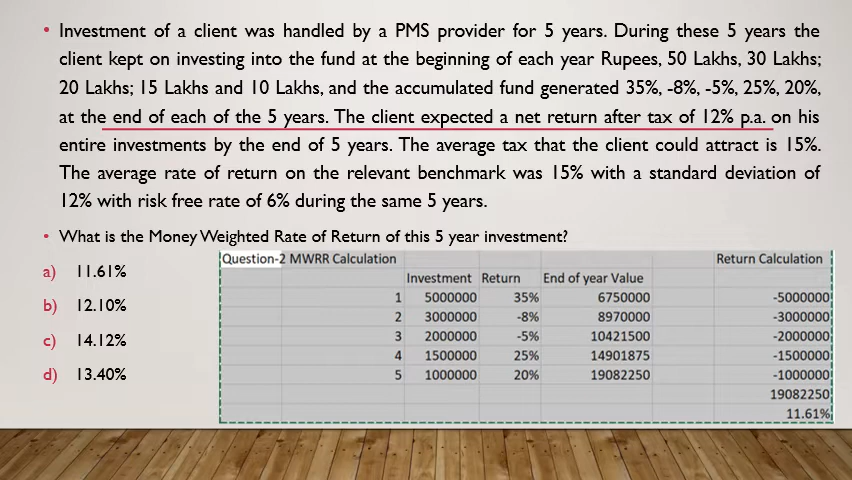 • Investment of a client was handled by a PMS provider for 5 years. During these 5 years the
client kept on investing into the fund at the beginning of each year Rupees, 50 Lakhs, 30 Lakhs;
20 Lakhs; 15 Lakhs and 10 Lakhs, and the accumulated fund generated 35%, -8%, -5%, 25%, 20%,
at the end of each of the 5 years. The client expected a net return after tax of 12% p.a. on his
entire investments by the end of 5 years. The average tax that the client could attract is 15%.
The average rate of return on the relevant benchmark was 15% with a standard deviation of
12% with risk free rate of 6% during the same 5 years.
• What is the Money Weighted Rate of Return of this 5 year investment?
a) 11.61%
b) 12.10%
c) 14.12%
d) 13.40%
Question-2 MWRR Calculation Return Calculation
Investment Return End of year Value
1 5000000 35% 6750000 -5000000
2 3000000 -8% 8970000 -3000000
3 2000000 -5% 10421500 -2000000
4 1500000 25% 14901875 -1500000
5 1000000 20% 19082250 -1000000
19082250
11.61%